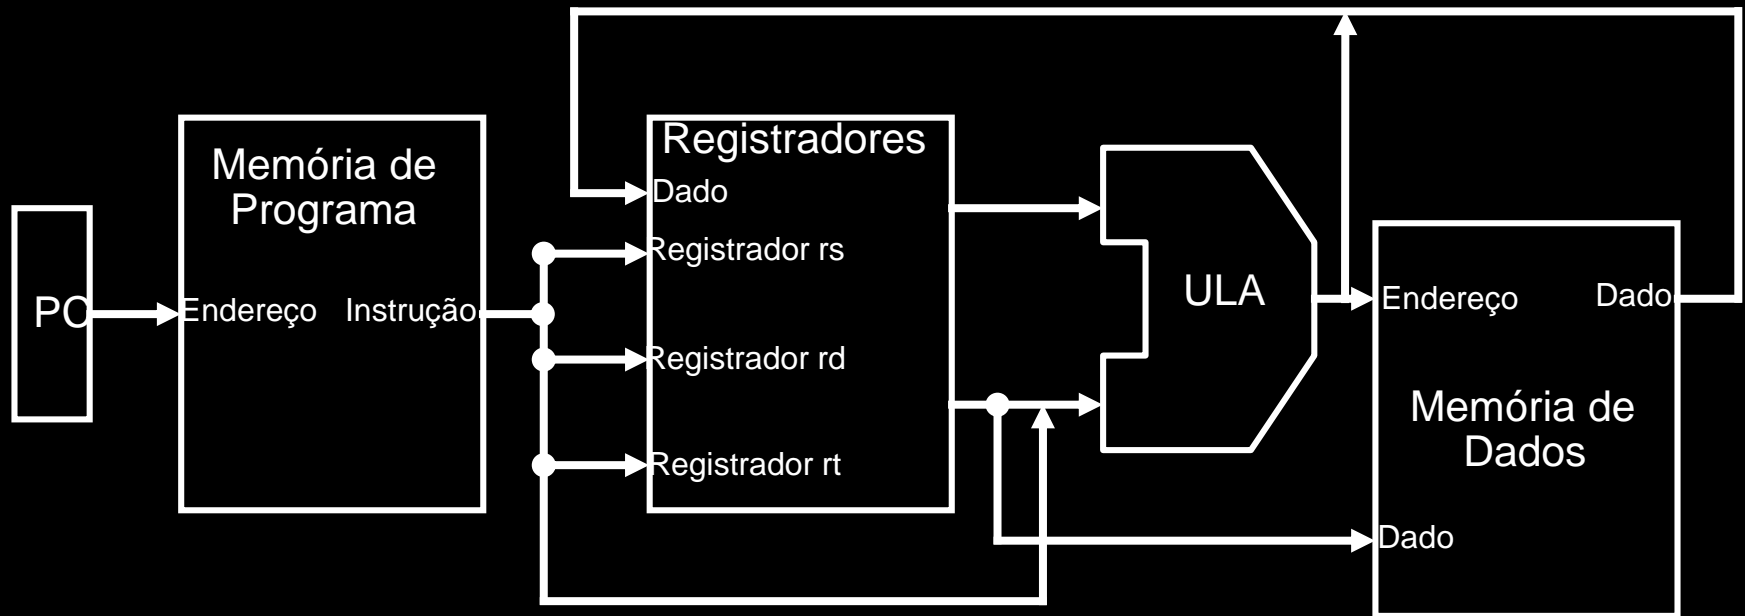 PC
Memória de
Programa
Endereço
Instrução
Registradores
Dado
Registrador rs
Registrador rd
Registrador rt
ULA
Endereço
Dado
Memória de
Dados
Dado